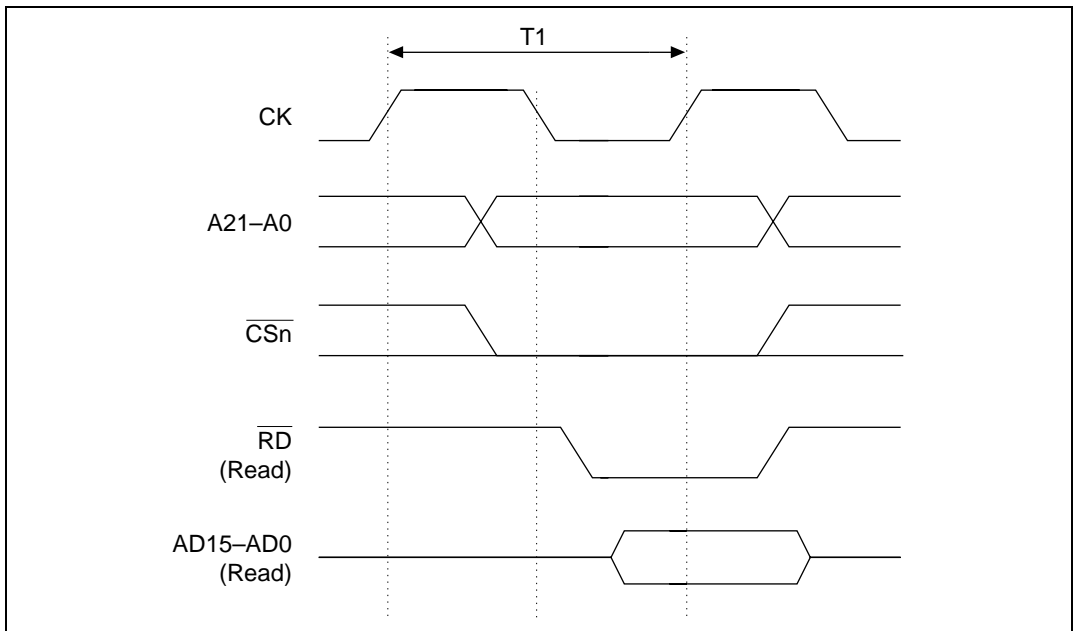 T1
CK
A21–A0
CSn
RD
(Read)
AD15–AD0
(Read)